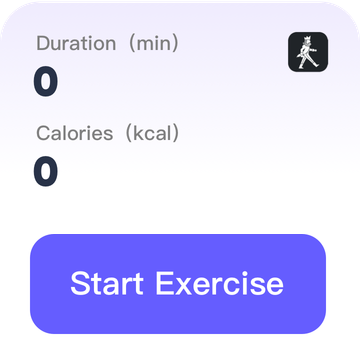 Duration（min）
0
Calories（kcal）
0
Start Exercise